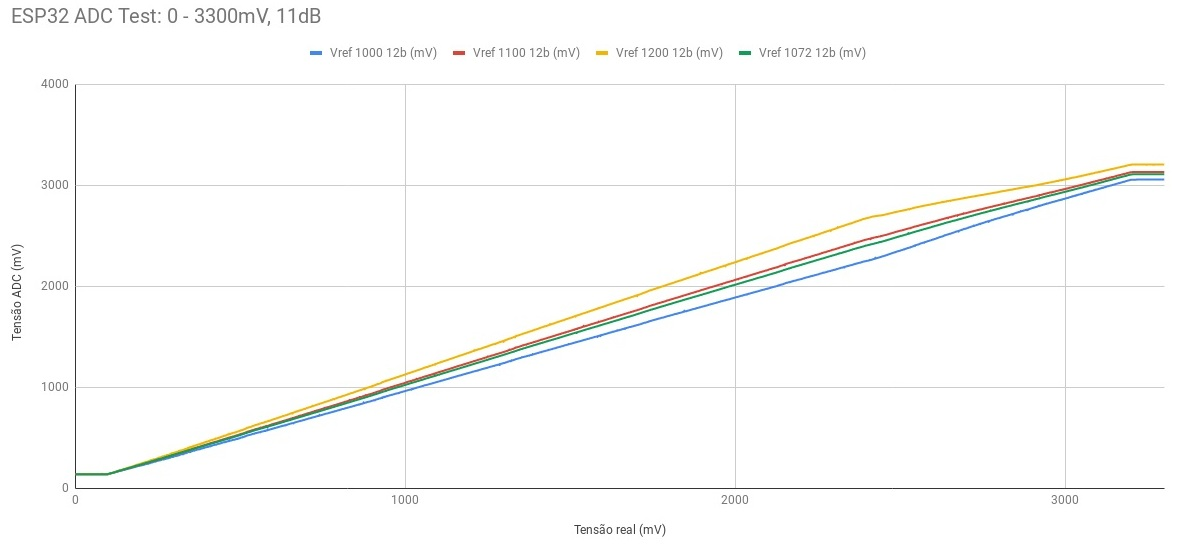 ESP32 ADC Test: 0 - 3300mV, 11dB
Vref 1000 12b (mV) Vref 1100 12b (mV) Vref 1200 12b (mV) Vref 1072 12b (mV)
4000
3000
2000
1000
0
Tensão ADC (mV)
0 1000 2000 3000
Tensão real (mV)